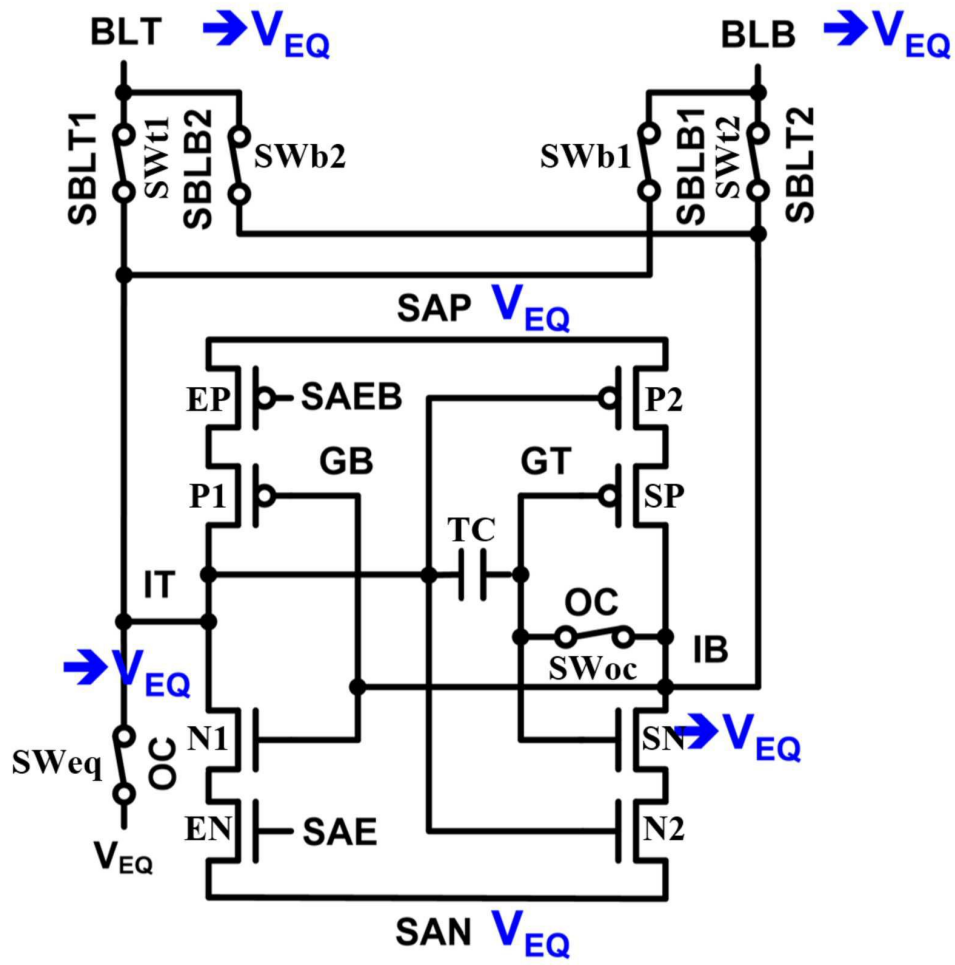 BLT → V_EQ
BLB → V_EQ
SBLT1
SWt1
SBLB2
SWb2
SWb1
SBLB1
SWt2
SBLT2
SAP V_EQ
EP
SAEB
P2
GB
GT
P1
SP
TC
IT
OC
IB
SWoc
→ V_EQ
N1
SN → V_EQ
SWeq
OC
EN
SAE
N2
V_EQ
SAN V_EQ